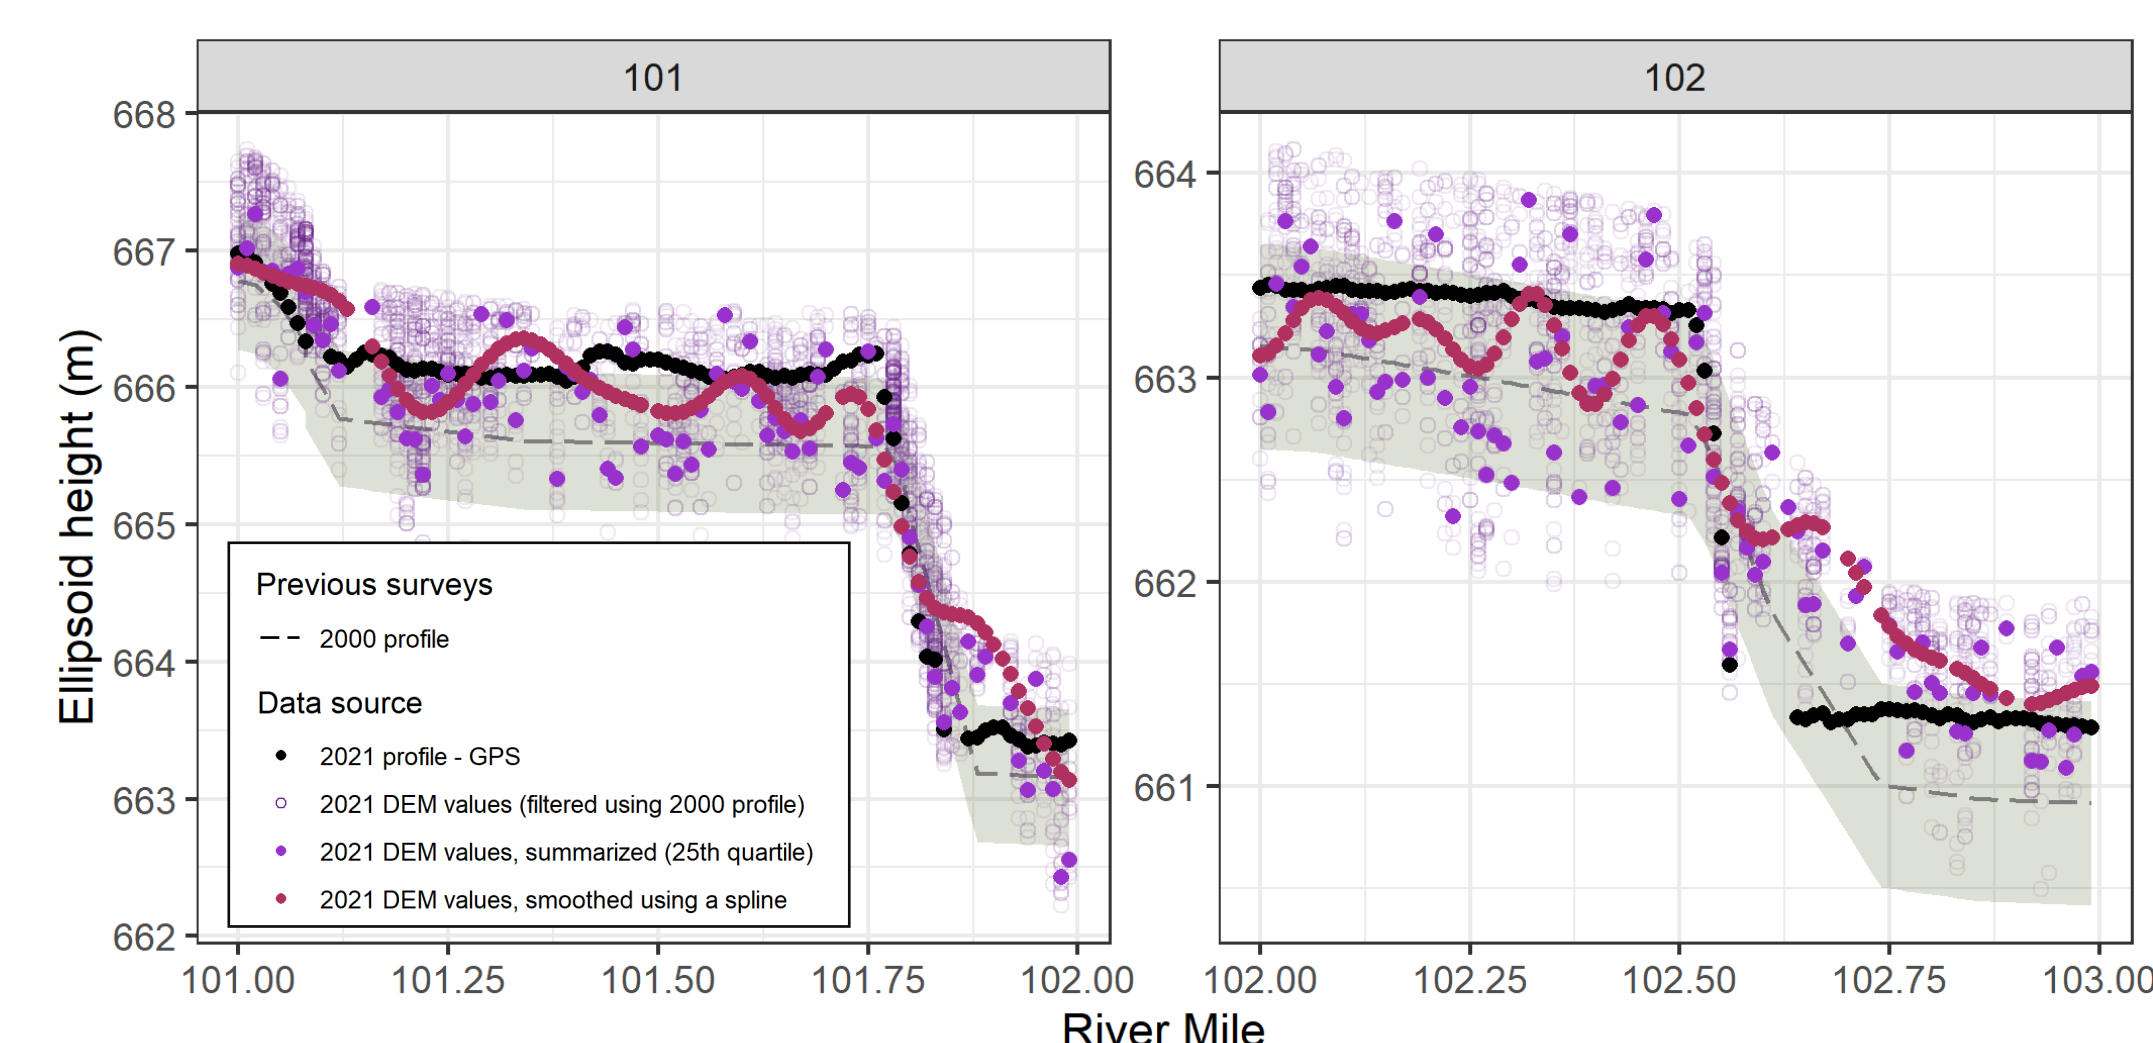 101
102
668
667
666
665
664
663
662
664
663
662
661
Ellipsoid height (m)
Previous surveys
2000 profile
Data source
2021 profile - GPS
2021 DEM values (filtered using 2000 profile)
2021 DEM values, summarized (25th quartile)
2021 DEM values, smoothed using a spline
101.00 101.25 101.50 101.75 102.00
102.00 102.25 102.50 102.75 103.00
River Mile